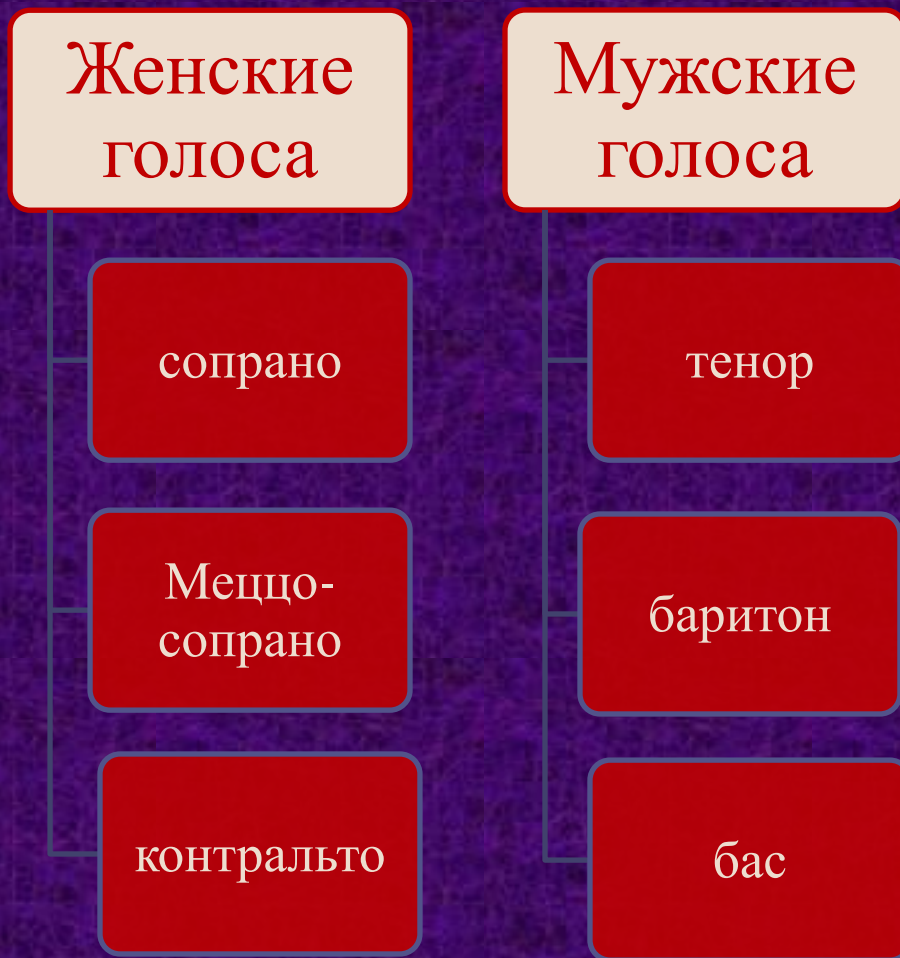 Женские
голоса
сопрано
Меццо-
сопрано
контральто
Мужские
голоса
тенор
баритон
бас